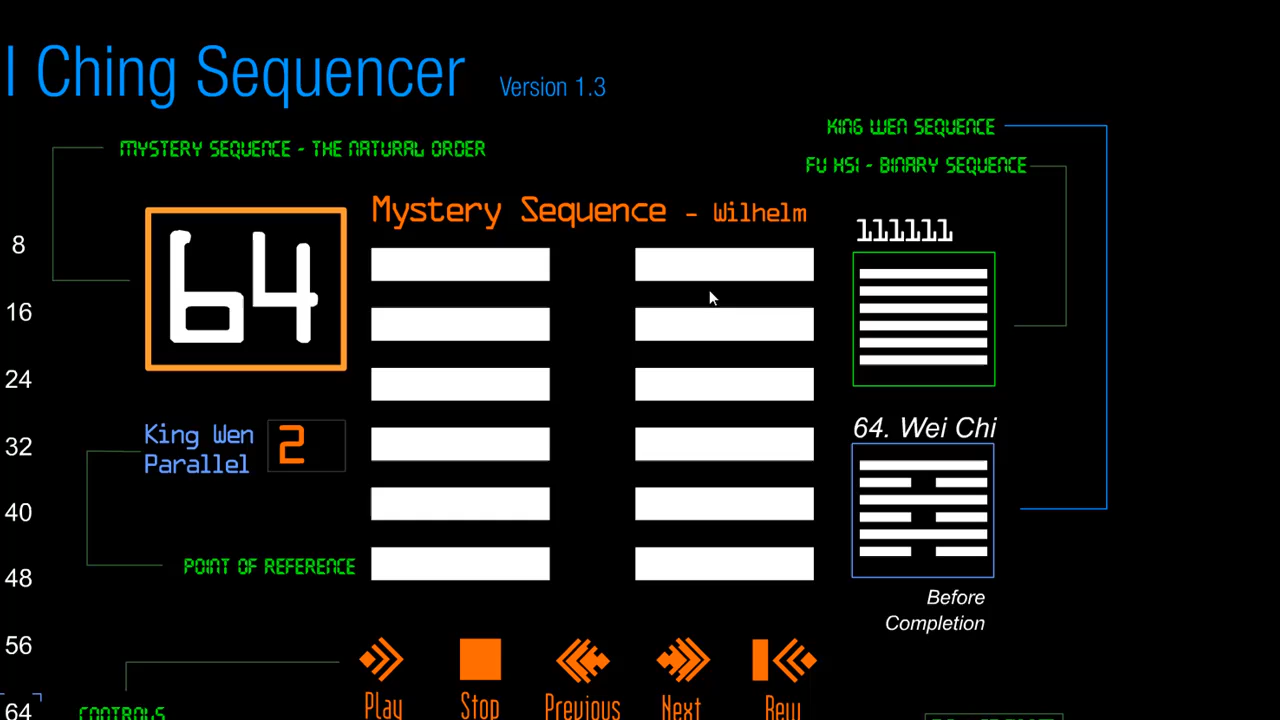 I Ching Sequencer Version 1.3
KING WEN SEQUENCE
MYSTERY SEQUENCE - THE NATURAL ORDER
FU HSI - BINARY SEQUENCE
Mystery Sequence - Wilhelm
111111
8
64
16
24
King Wen
Parallel
2
64. Wei Chi
32
40
POINT OF REFERENCE
48
Before
Completion
56
Play
Stop
Previous
Next
Rew
64
CONTROLS